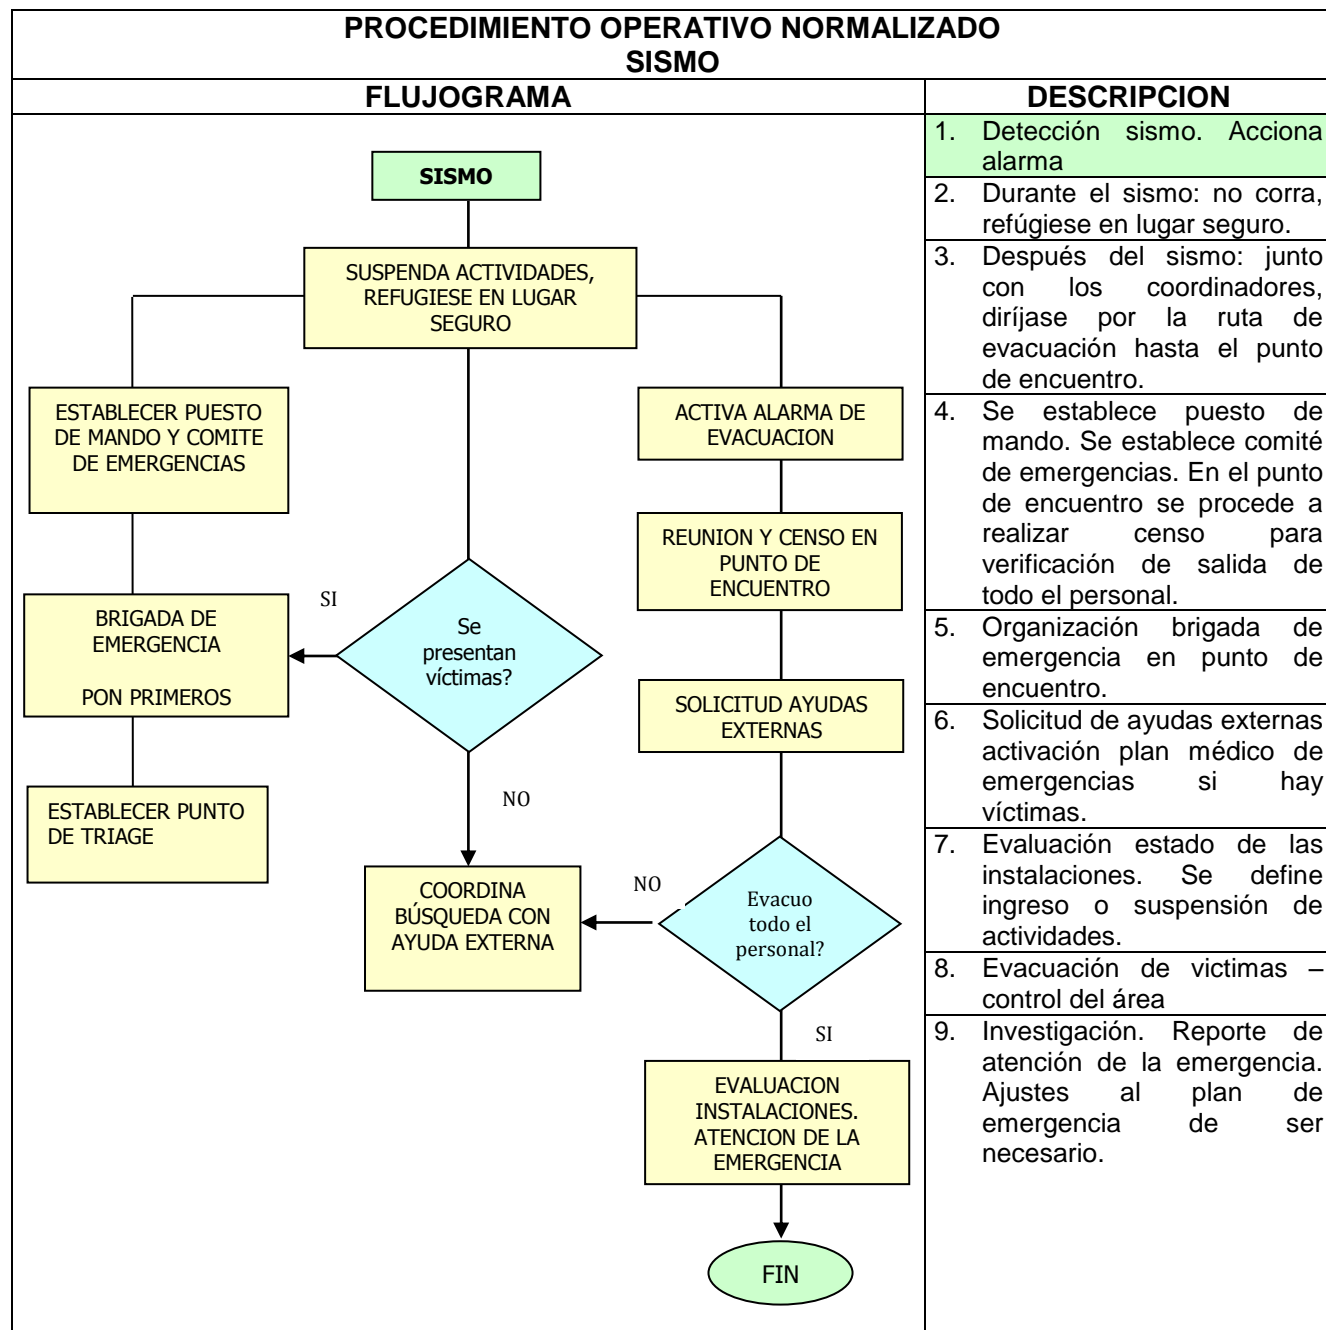 PROCEDIMIENTO OPERATIVO NORMALIZADO
SISMO
FLUJOGRAMA
SISMO
SUSPENDA ACTIVIDADES,
REFUGIESE EN LUGAR
SEGURO
ESTABLECER PUESTO
DE MANDO Y COMITE
DE EMERGENCIAS
ACTIVA ALARMA DE
EVACUACION
REUNION Y CENSO EN
PUNTO DE
ENCUENTRO
SI
BRIGADA DE
EMERGENCIA
PON PRIMEROS
Se
presentan
víctimas?
SOLICITUD AYUDAS
EXTERNAS
NO
ESTABLECER PUNTO
DE TRIAGE
COORDINA
BÚSQUEDA CON
AYUDA EXTERNA
NO
Evacuo
todo el
personal?
SI
EVALUACION
INSTALACIONES.
ATENCION DE LA
EMERGENCIA
FIN
DESCRIPCION
1. Detección sismo. Acciona
alarma
2. Durante el sismo: no corra,
refúgiese en lugar seguro.
3. Después del sismo: junto
con los coordinadores,
diríjase por la ruta de
evacuación hasta el punto
de encuentro.
4. Se establece puesto de
mando. Se establece comité
de emergencias. En el punto
de encuentro se procede a
realizar censo para
verificación de salida de
todo el personal.
5. Organización brigada de
emergencia en punto de
encuentro.
6. Solicitud de ayudas externas
activación plan médico de
emergencias si hay
víctimas.
7. Evaluación estado de las
instalaciones. Se define
ingreso o suspensión de
actividades.
8. Evacuación de victimas –
control del área
9. Investigación. Reporte de
atención de la emergencia.
Ajustes al plan de
emergencia de ser
necesario.